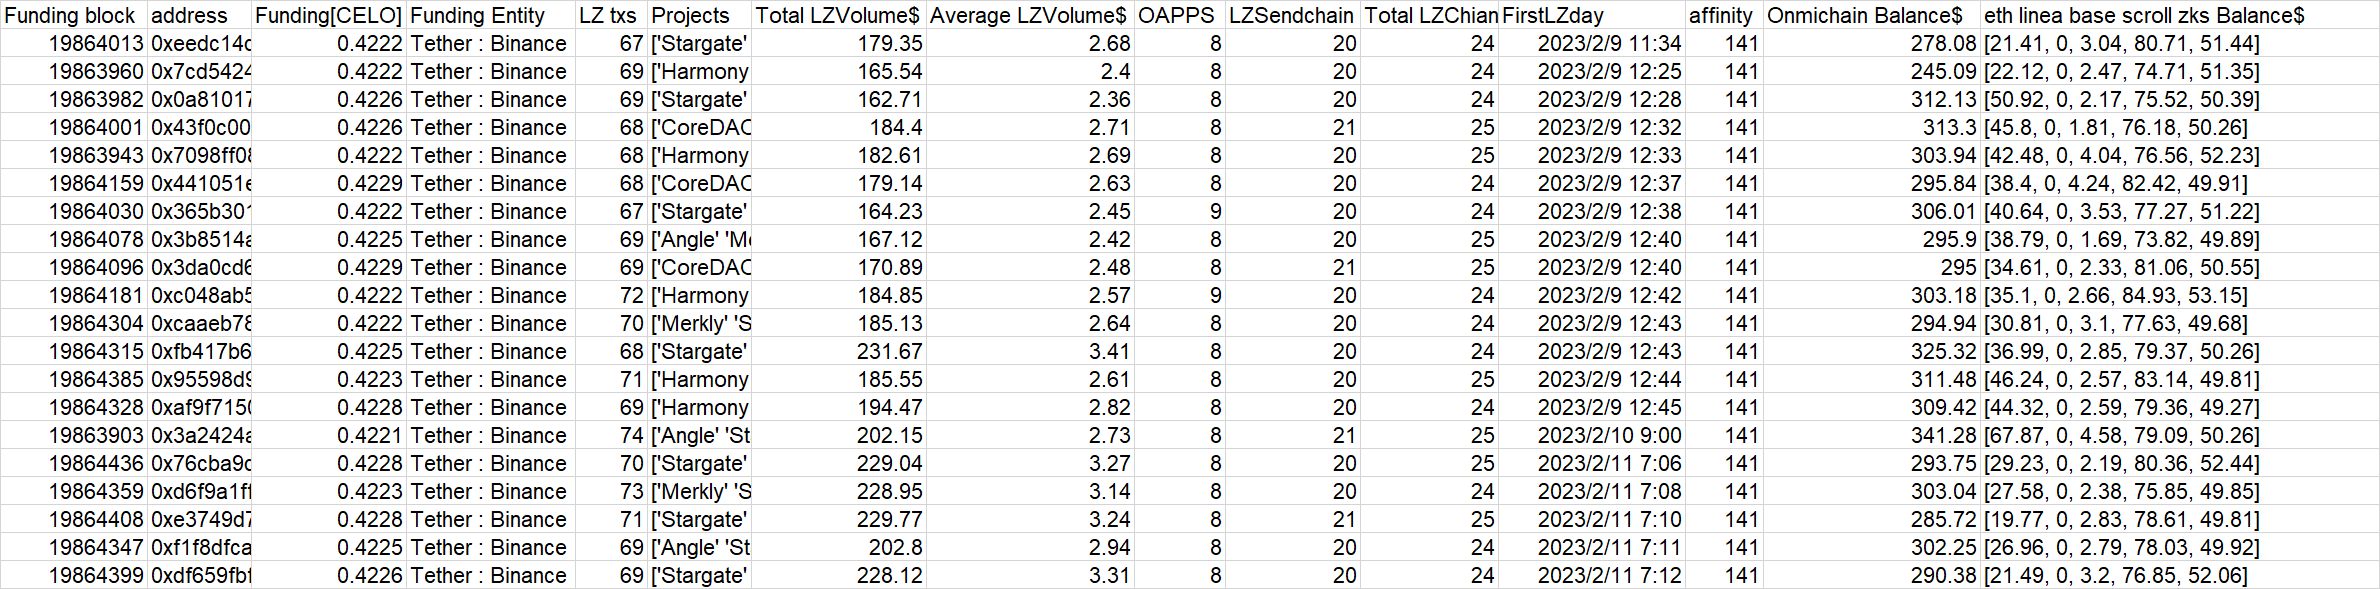 Funding block address Funding[CELO] Funding Entity LZ txs Projects Total LZVolume$ Average LZVolume$ OAPPS LZSendchain Total LZChian FirstLZday affinity Onmichain Balance$ eth linea base scroll zks Balance$
19864013 0xeedc14c 0.4222 Tether : Binance 67 ['Stargate' 179.35 2.68 8 20 24 2023/2/9 11:34 141 278.08 [21.41, 0, 3.04, 80.71, 51.44]
19863960 0x7cd5424 0.4222 Tether : Binance 69 ['Harmony 165.54 2.4 8 20 24 2023/2/9 12:25 141 245.09 [22.12, 0, 2.47, 74.71, 51.35]
19863982 0x0a81017 0.4226 Tether : Binance 69 ['Stargate' 162.71 2.36 8 20 24 2023/2/9 12:28 141 312.13 [50.92, 0, 2.17, 75.52, 50.39]
19864001 0x43f0c00 0.4226 Tether : Binance 68 ['CoreDAO 184.4 2.71 8 21 25 2023/2/9 12:32 141 313.3 [45.8, 0, 1.81, 76.18, 50.26]
19863943 0x7098ff08 0.4222 Tether : Binance 68 ['Harmony 182.61 2.69 8 20 25 2023/2/9 12:33 141 303.94 [42.48, 0, 4.04, 76.56, 52.23]
19864159 0x441051e 0.4229 Tether : Binance 68 ['CoreDAO 179.14 2.63 8 20 24 2023/2/9 12:37 141 295.84 [38.4, 0, 4.24, 82.42, 49.91]
19864030 0x365b301 0.4222 Tether : Binance 67 ['Stargate' 164.23 2.45 9 20 24 2023/2/9 12:38 141 306.01 [40.64, 0, 3.53, 77.27, 51.22]
19864078 0x3b8514a 0.4225 Tether : Binance 69 ['Angle' 'Me 167.12 2.42 8 20 25 2023/2/9 12:40 141 295.9 [38.79, 0, 1.69, 73.82, 49.89]
19864096 0x3da0cd6 0.4229 Tether : Binance 69 ['CoreDAO 170.89 2.48 8 21 25 2023/2/9 12:40 141 295 [34.61, 0, 2.33, 81.06, 50.55]
19864181 0xc048ab5 0.4222 Tether : Binance 72 ['Harmony 184.85 2.57 9 20 24 2023/2/9 12:42 141 303.18 [35.1, 0, 2.66, 84.93, 53.15]
19864304 0xcaaeb78 0.4222 Tether : Binance 70 ['Merkly' 'S 185.13 2.64 8 20 24 2023/2/9 12:43 141 294.94 [30.81, 0, 3.1, 77.63, 49.68]
19864315 0xfb417b6 0.4225 Tether : Binance 68 ['Stargate' 231.67 3.41 8 20 24 2023/2/9 12:43 141 325.32 [36.99, 0, 2.85, 79.37, 50.26]
19864385 0x95598d9 0.4223 Tether : Binance 71 ['Harmony 185.55 2.61 8 20 25 2023/2/9 12:44 141 311.48 [46.24, 0, 2.57, 83.14, 49.81]
19864328 0xaf9f7150 0.4228 Tether : Binance 69 ['Harmony 194.47 2.82 8 20 24 2023/2/9 12:45 141 309.42 [44.32, 0, 2.59, 79.36, 49.27]
19863903 0x3a2424a 0.4221 Tether : Binance 74 ['Angle' 'St 202.15 2.73 8 21 25 2023/2/10 9:00 141 341.28 [67.87, 0, 4.58, 79.09, 50.26]
19864436 0x76cba9c 0.4228 Tether : Binance 70 ['Stargate' 229.04 3.27 8 20 25 2023/2/11 7:06 141 293.75 [29.23, 0, 2.19, 80.36, 52.44]
19864359 0xd6f9a1ff 0.4223 Tether : Binance 73 ['Merkly' 'S 228.95 3.14 8 20 24 2023/2/11 7:08 141 303.04 [27.58, 0, 2.38, 75.85, 49.85]
19864408 0xe3749d7 0.4228 Tether : Binance 71 ['Stargate' 229.77 3.24 8 21 25 2023/2/11 7:10 141 285.72 [19.77, 0, 2.83, 78.61, 49.81]
19864347 0xf1f8dfca 0.4225 Tether : Binance 69 ['Angle' 'St 202.8 2.94 8 20 24 2023/2/11 7:11 141 302.25 [26.96, 0, 2.79, 78.03, 49.92]
19864399 0xdf659fbf 0.4226 Tether : Binance 69 ['Stargate' 228.12 3.31 8 20 24 2023/2/11 7:12 141 290.38 [21.49, 0, 3.2, 76.85, 52.06]